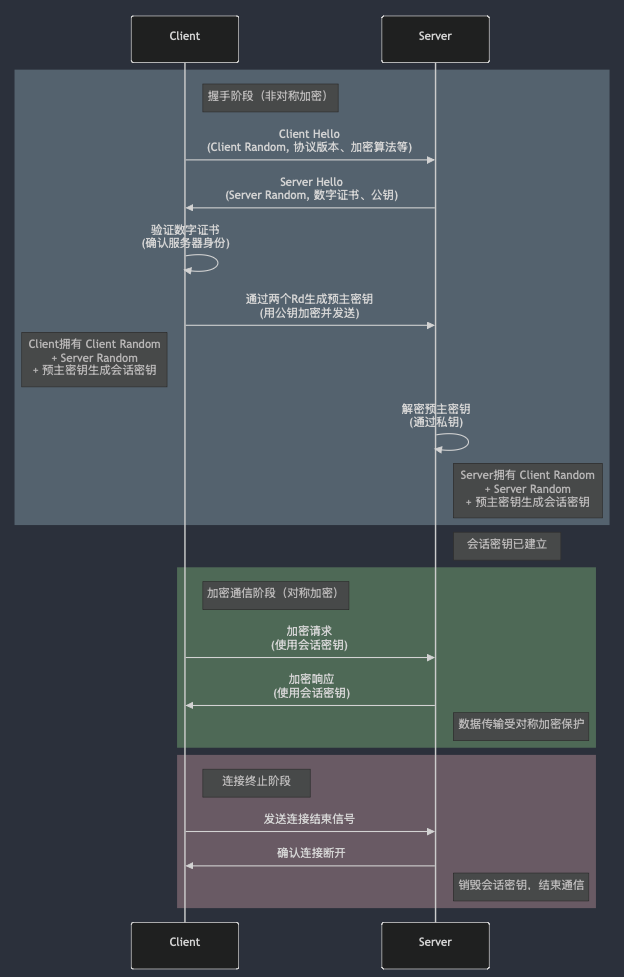 Client
Server
握手阶段（非对称加密）
Client Hello
(Client Random, 协议版本、加密算法等)
Server Hello
(Server Random, 数字证书、公钥)
验证数字证书
(确认服务器身份)
通过两个Rd生成预主密钥
(用公钥加密并发送)
Client拥有 Client Random
+ Server Random
+ 预主密钥生成会话密钥
解密预主密钥
(通过私钥)
Server拥有 Client Random
+ Server Random
+ 预主密钥生成会话密钥
会话密钥已建立
加密通信阶段（对称加密）
加密请求
(使用会话密钥)
加密响应
(使用会话密钥)
数据传输受对称加密保护
连接终止阶段
发送连接结束信号
确认连接断开
销毁会话密钥，结束通信
Client
Server